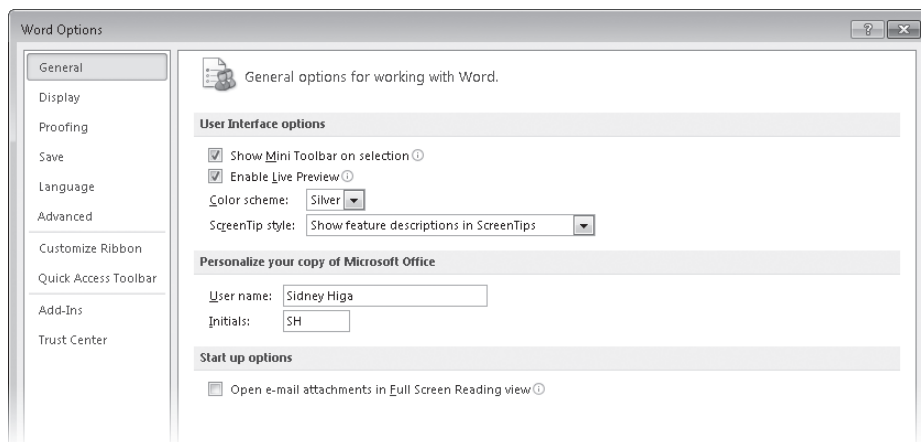 Word Options
General
Display
Proofing
Save
Language
Advanced
Customize Ribbon
Quick Access Toolbar
Add-Ins
Trust Center
General options for working with Word.
User Interface options
Show Mini Toolbar on selection
Enable Live Preview
Color scheme: Silver
ScreenTip style: Show feature descriptions in ScreenTips
Personalize your copy of Microsoft Office
User name: Sidney Higa
Initials: SH
Start up options
Open e-mail attachments in Full Screen Reading view